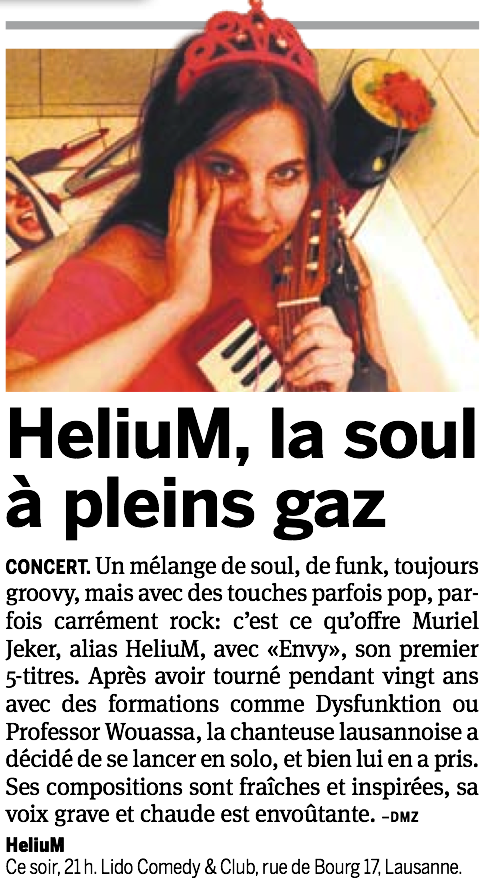 HeliuM, la soul
à pleins gaz
CONCERT. Un mélange de soul, de funk, toujours
groovy, mais avec des touches parfois pop, par-
fois carrément rock: c’est ce qu’offre Muriel
Jeker, alias HeliuM, avec «Envy», son premier
5-titres. Après avoir tourné pendant vingt ans
avec des formations comme Dysfunktion ou
Professor Wouassa, la chanteuse lausannoise a
décidé de se lancer en solo, et bien lui en a pris.
Ses compositions sont fraîches et inspirées, sa
voix grave et chaude est envoûtante. –DMZ
HeliuM
Ce soir, 21 h. Lido Comedy & Club, rue de Bourg 17, Lausanne.